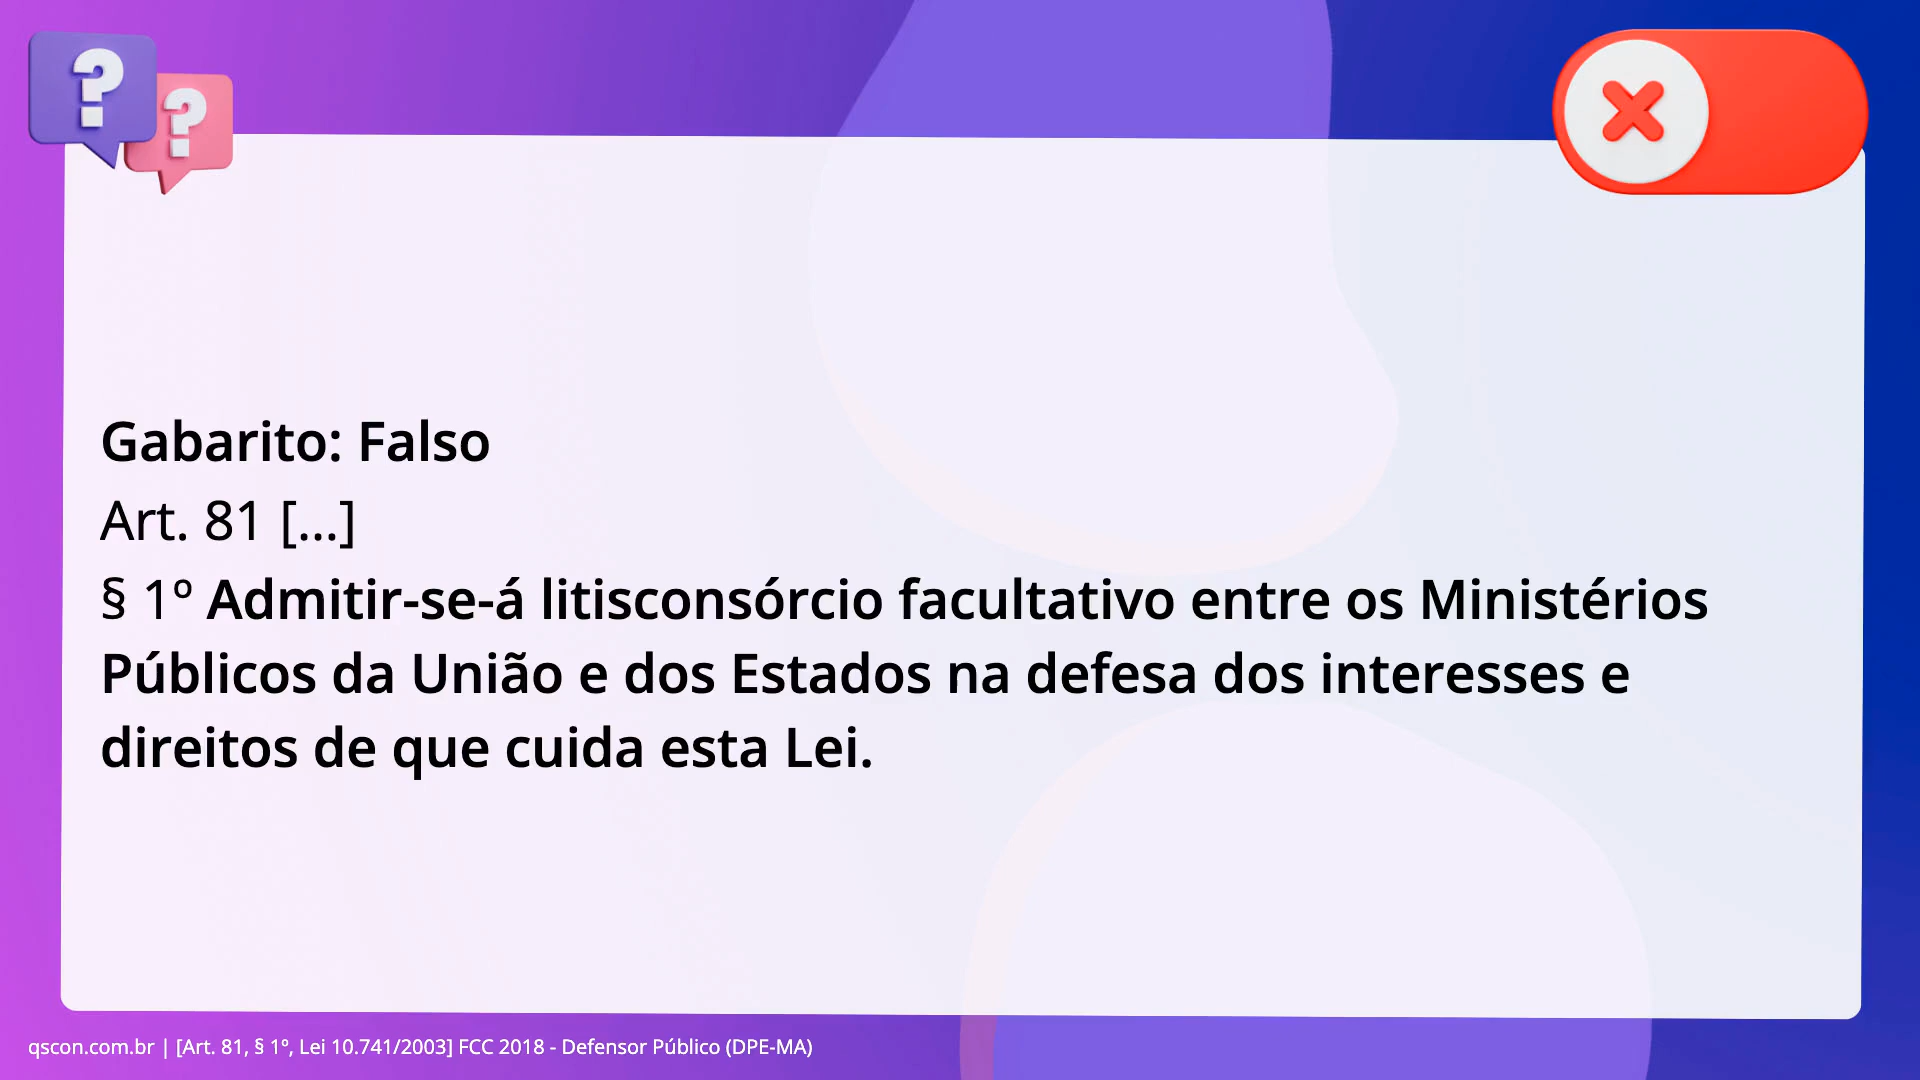 ?
?
Gabarito: Falso
Art. 81 [...]
§ 1º Admitir-se-á litisconsórcio facultativo entre os Ministérios
Públicos da União e dos Estados na defesa dos interesses e
direitos de que cuida esta Lei.
qscon.com.br | [Art. 81, § 1º, Lei 10.741/2003] FCC 2018 - Defensor Público (DPE-MA)